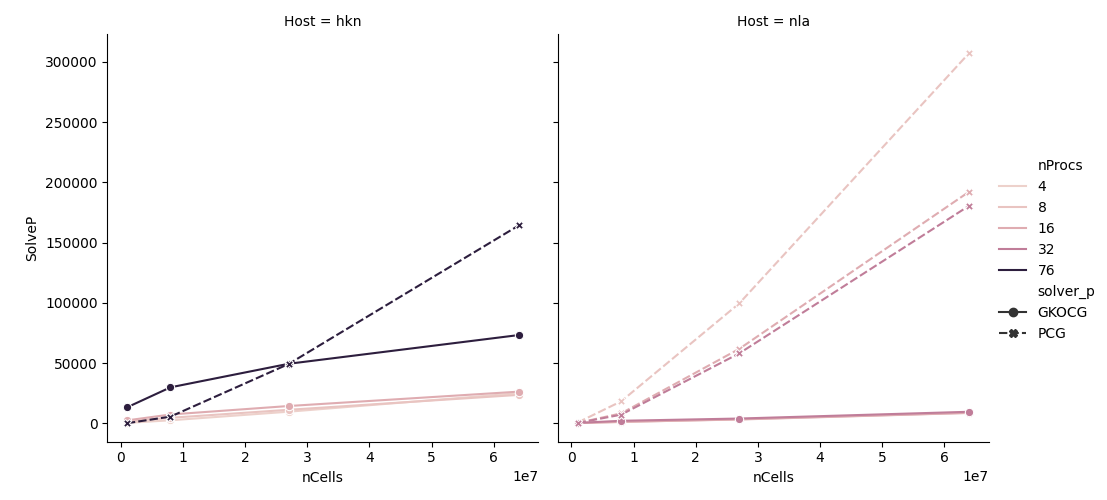 Host = hkn
Host = nla
SolveP
300000
250000
200000
150000
100000
50000
0
0 1 2 3 4 5 6
1e7
nCells
0 1 2 3 4 5 6
1e7
nCells
nProcs
4
8
16
32
76
solver_p
GKOCG
PCG